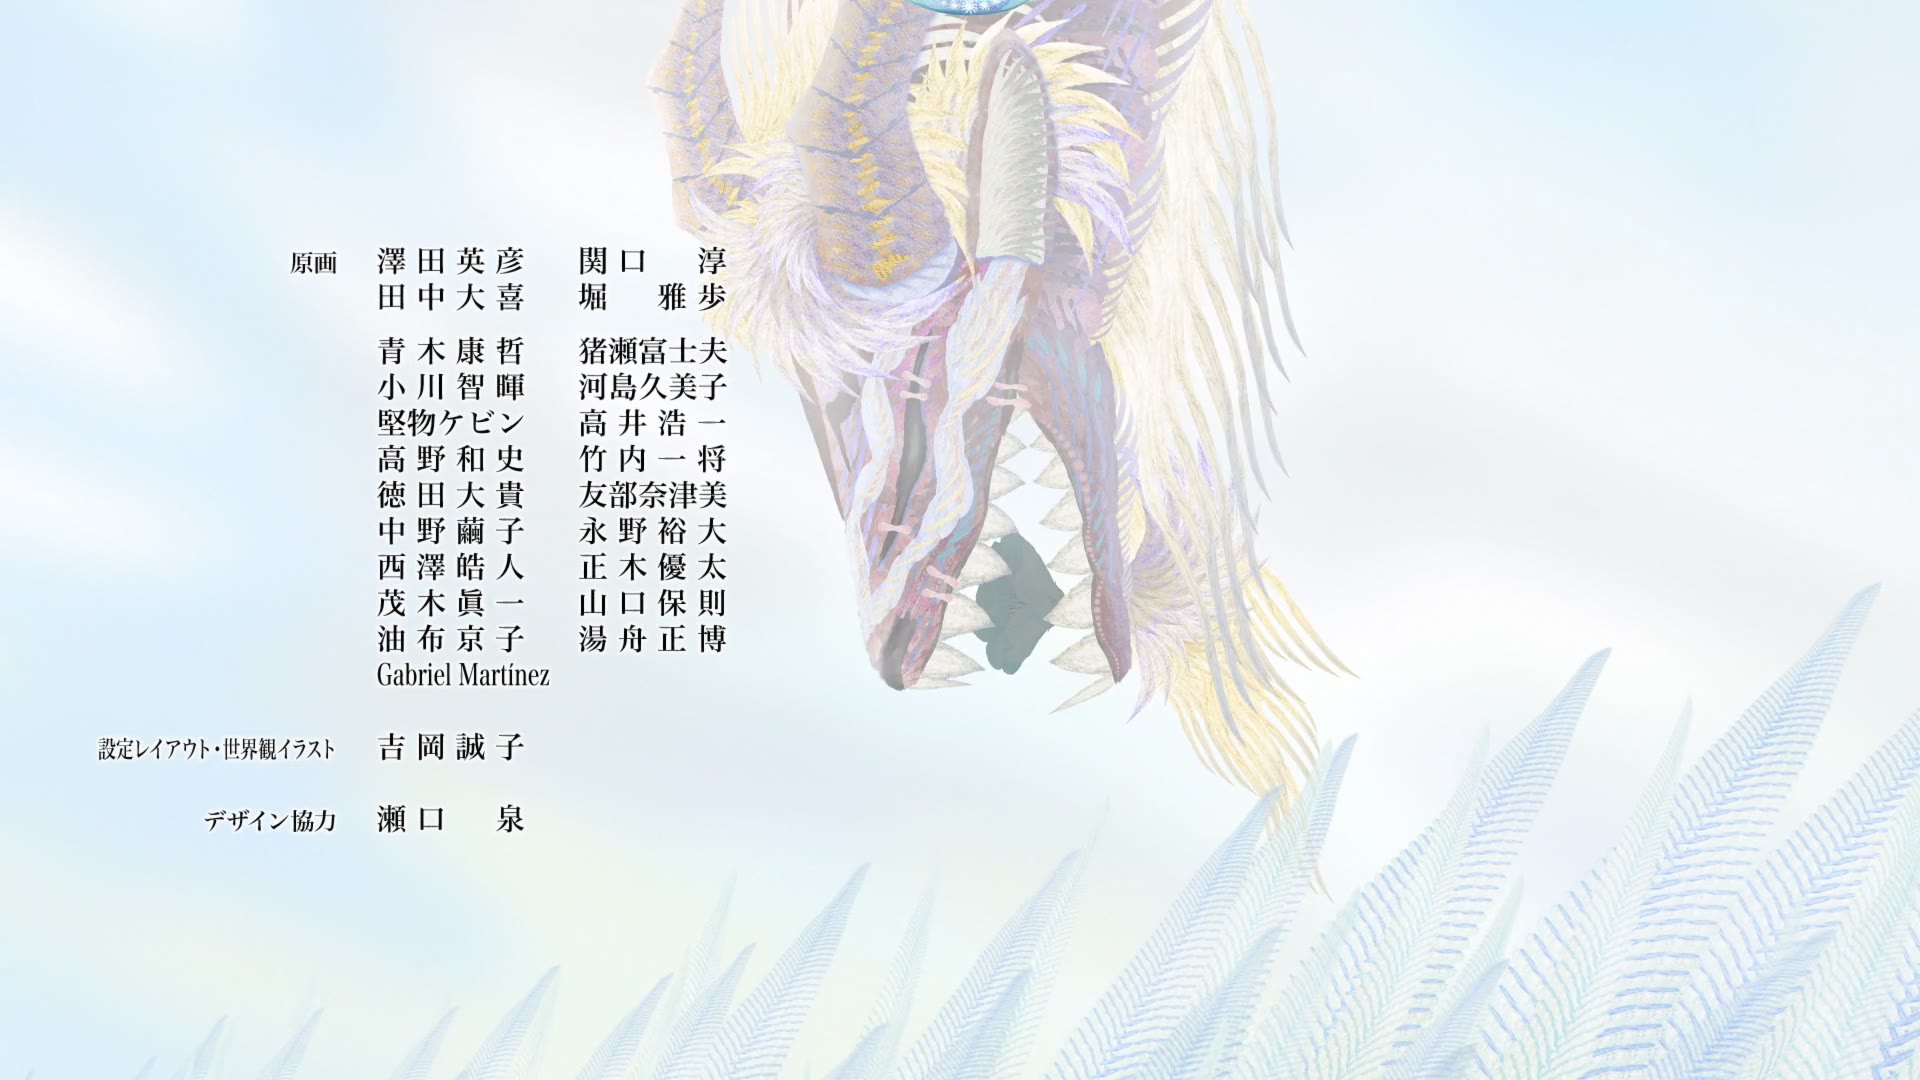 原画 澤田英彦 関口 淳
田中大喜 堀 雅歩
青木康哲 猪瀬富士夫
小川智暉 河島久美子
堅物ケビン 高井浩一
高野和史 竹内一将
徳田大貴 友部奈津美
中野繭子 永野裕大
西澤皓人 正木優太
茂木眞一 山口保則
油布京子 湯舟正博
Gabriel Martínez
設定レイアウト・世界観イラスト 吉岡誠子
デザイン協力 瀬口 泉